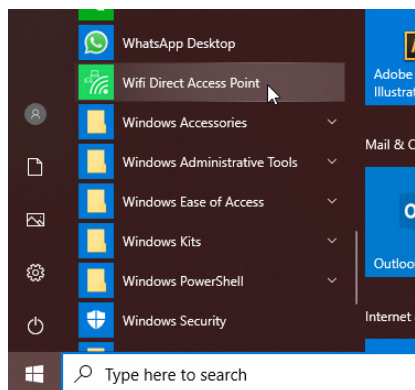 WhatsApp Desktop
Wifi Direct Access Point
Windows Accessories
Windows Administrative Tools
Windows Ease of Access
Windows Kits
Windows PowerShell
Windows Security
Adobe
Mail &
Internet
Type here to search